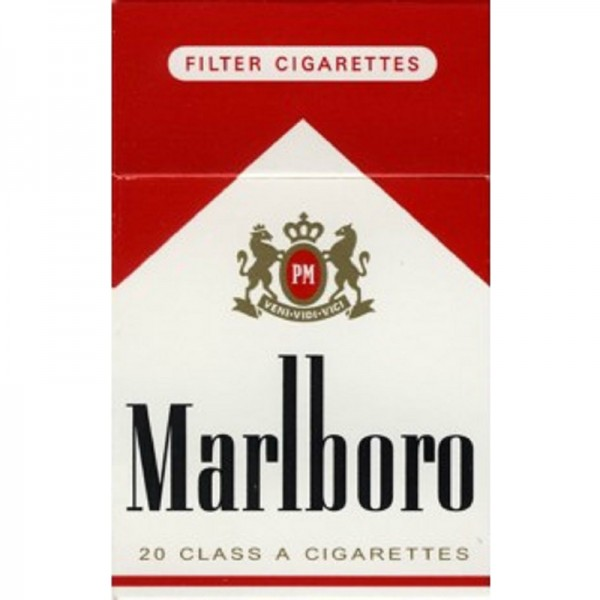 FILTER CIGARETTES
PM
VENI·VIDI·VICI
Marlboro
20 CLASS A CIGARETTES